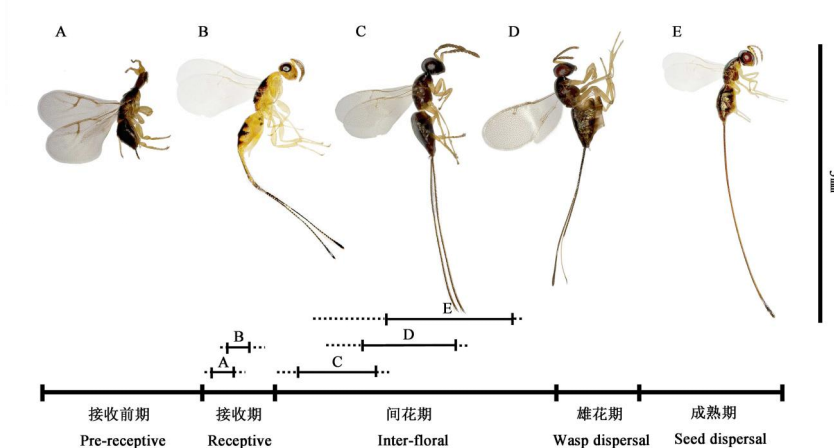 A B C D E
E
D
B
A
C
接收前期 接收期 间花期 雄花期 成熟期
Pre-receptive Receptive Inter-floral Wasp dispersal Seed dispersal